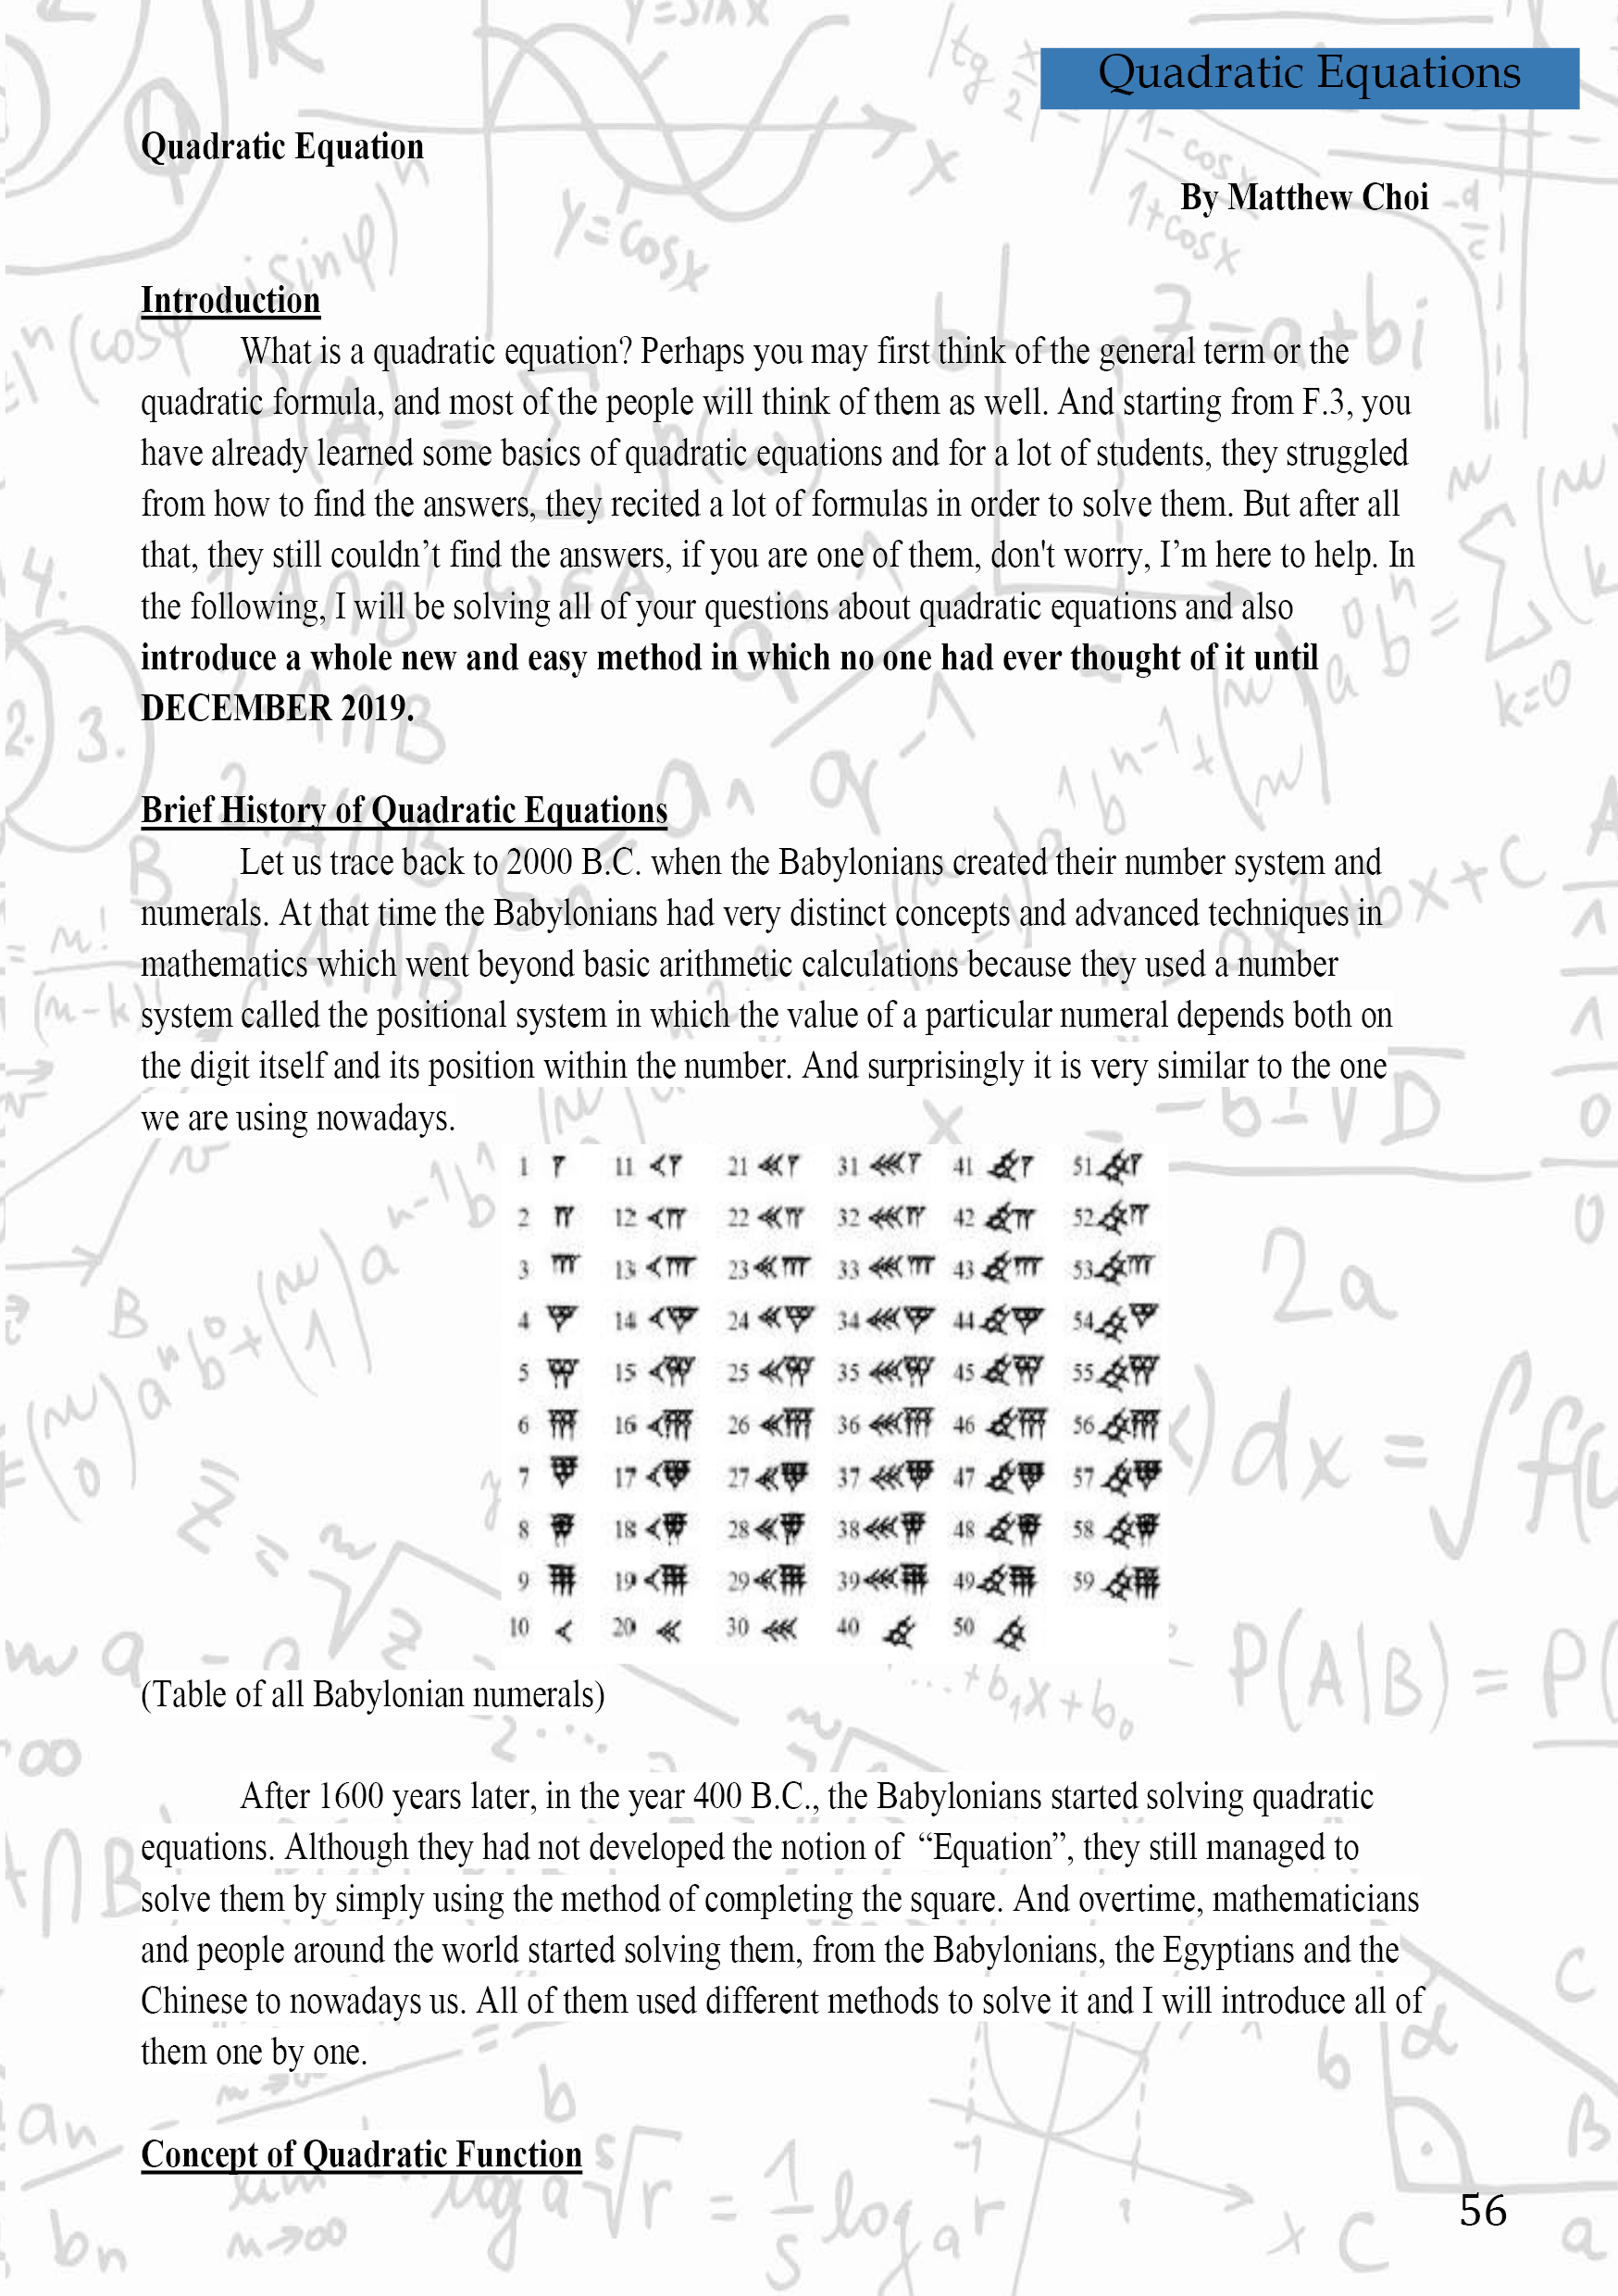 Quadratic Equations
Quadratic Equation
By Matthew Choi
Introduction
What is a quadratic equation? Perhaps you may first think of the general term or the
quadratic formula, and most of the people will think of them as well. And starting from F.3, you
have already learned some basics of quadratic equations and for a lot of students, they struggled
from how to find the answers, they recited a lot of formulas in order to solve them. But after all
that, they still couldn’t find the answers, if you are one of them, don't worry, I’m here to help. In
the following, I will be solving all of your questions about quadratic equations and also
introduce a whole new and easy method in which no one had ever thought of it until
DECEMBER 2019.
Brief History of Quadratic Equations
Let us trace back to 2000 B.C. when the Babylonians created their number system and
numerals. At that time the Babylonians had very distinct concepts and advanced techniques in
mathematics which went beyond basic arithmetic calculations because they used a number
system called the positional system in which the value of a particular numeral depends both on
the digit itself and its position within the number. And surprisingly it is very similar to the one
we are using nowadays.
1 11 21 31 41 51
2 12 22 32 42 52
3 13 23 33 43 53
4 14 24 34 44 54
5 15 25 35 45 55
6 16 26 36 46 56
7 17 27 37 47 57
8 18 28 38 48 58
9 19 29 39 49 59
10 20 30 40 50
(Table of all Babylonian numerals)
After 1600 years later, in the year 400 B.C., the Babylonians started solving quadratic
equations. Although they had not developed the notion of “Equation”, they still managed to
solve them by simply using the method of completing the square. And overtime, mathematicians
and people around the world started solving them, from the Babylonians, the Egyptians and the
Chinese to nowadays us. All of them used different methods to solve it and I will introduce all of
them one by one.
Concept of Quadratic Function
56